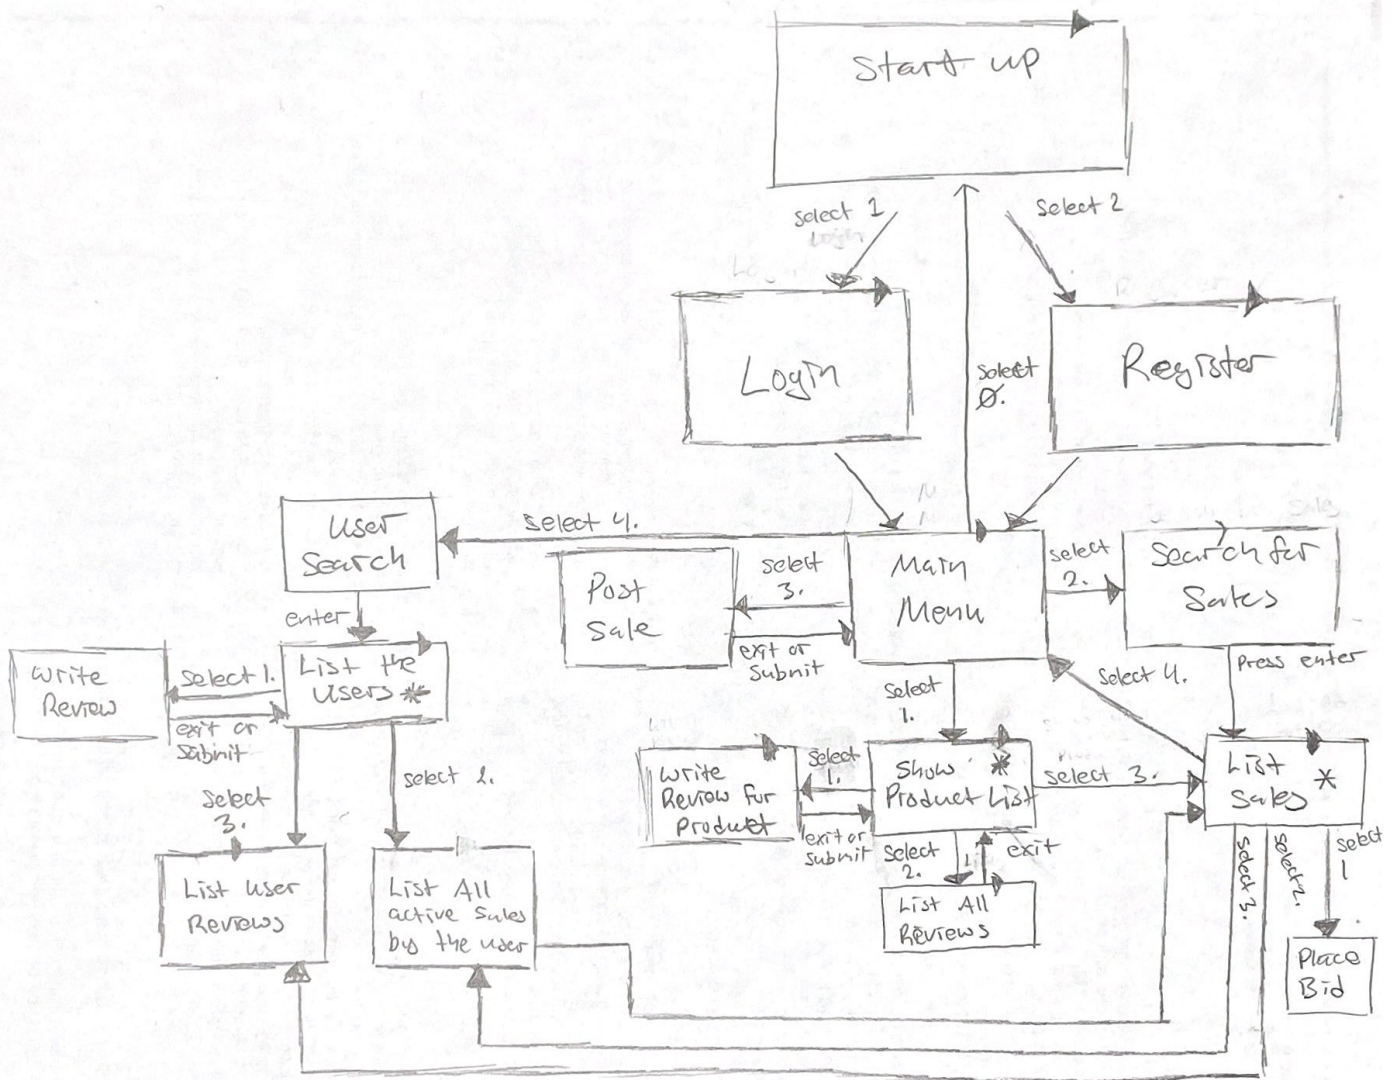 Start up
select 1
Login
select 2
Login
select
0.
Register
User
Search
select 4.
Post
Sale
select
3.
exit or
submit
Main
Menu
select
2.
Search for
Sales
enter
Write
Review
select 1.
exit or
submit
List the
Users *
select
3.
select 2.
select
1.
select 4.
Press enter
Write
Review for
Product
select
1.
exit or
submit
Show *
Product List
select 3.
List
Sales *
select
2.
exit
List All
Reviews
select 3.
select 2.
select
1
List User
Reviews
List All
active sales
by the user
Place
Bid